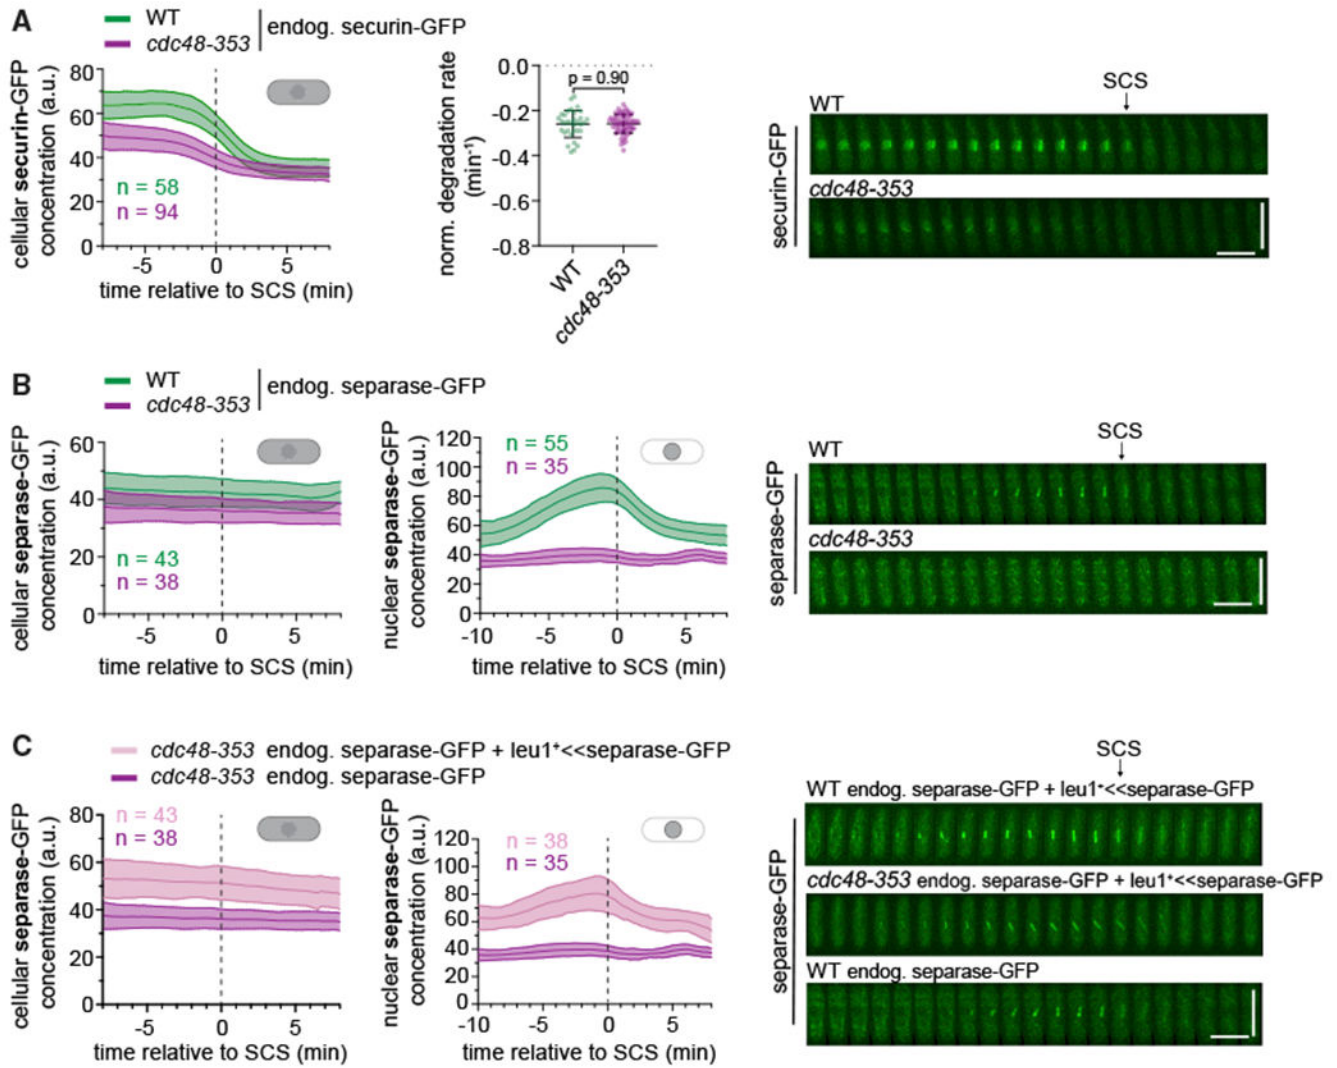 A
WT
cdc48-353
endog. securin-GFP
cellular securin-GFP
concentration (a.u.)
80
60
40
20
0
n = 58
n = 94
-5
0
5
time relative to SCS (min)
norm. degradation rate
(min⁻¹)
0.0
-0.2
-0.4
-0.6
-0.8
p = 0.90
WT
cdc48-353
SCS
WT
securin-GFP
cdc48-353
B
WT
cdc48-353
endog. separase-GFP
cellular separase-GFP
concentration (a.u.)
60
40
20
0
n = 43
n = 38
-5
0
5
time relative to SCS (min)
nuclear separase-GFP
concentration (a.u.)
120
100
80
60
40
20
0
n = 55
n = 35
-10
-5
0
5
time relative to SCS (min)
SCS
WT
separase-GFP
cdc48-353
C
cdc48-353 endog. separase-GFP + leu1⁺<<separase-GFP
cdc48-353 endog. separase-GFP
cellular separase-GFP
concentration (a.u.)
80
60
40
20
0
n = 43
n = 38
-5
0
5
time relative to SCS (min)
nuclear separase-GFP
concentration (a.u.)
120
100
80
60
40
20
0
n = 38
n = 35
-10
-5
0
5
time relative to SCS (min)
SCS
WT endog. separase-GFP + leu1⁺<<separase-GFP
separase-GFP
cdc48-353 endog. separase-GFP + leu1⁺<<separase-GFP
WT endog. separase-GFP